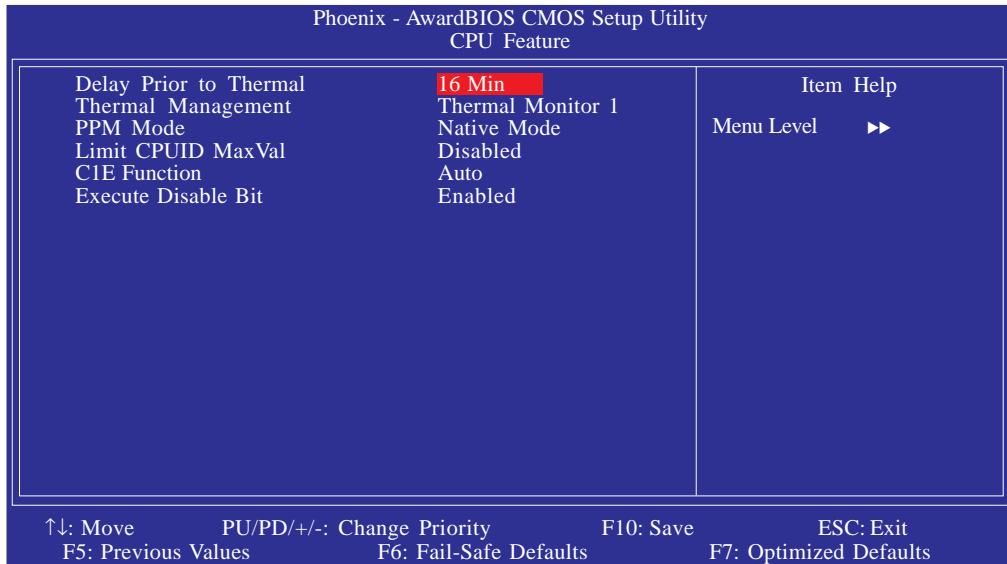 Phoenix - AwardBIOS CMOS Setup Utility
CPU Feature
Delay Prior to Thermal 16 Min
Thermal Management Thermal Monitor 1
PPM Mode Native Mode
Limit CPUID MaxVal Disabled
C1E Function Auto
Execute Disable Bit Enabled
Item Help
Menu Level ▶▶
↑↓: Move PU/PD/+/-: Change Priority F10: Save ESC: Exit
F5: Previous Values F6: Fail-Safe Defaults F7: Optimized Defaults